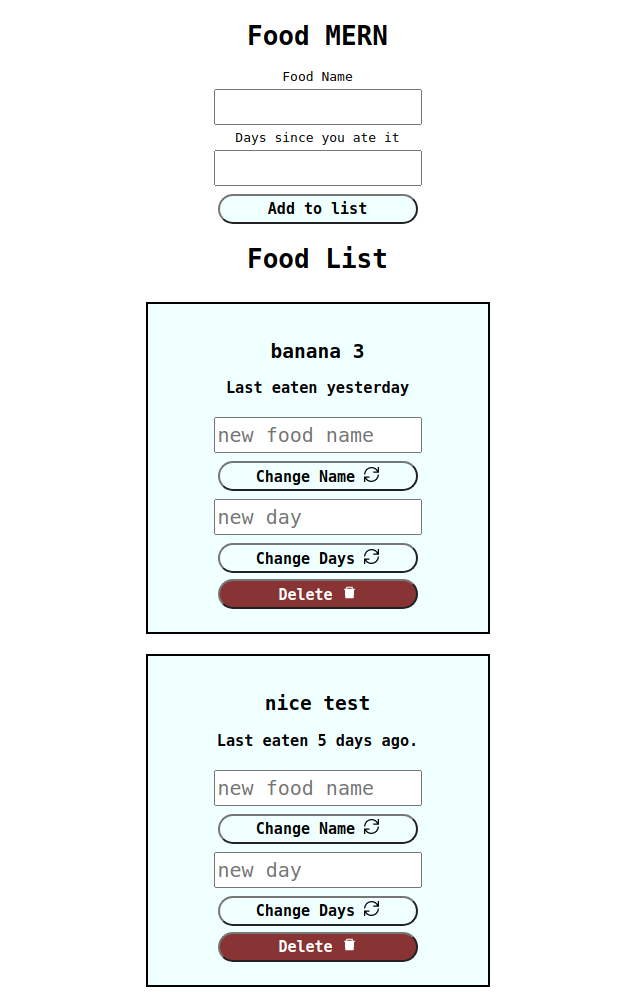 Food MERN
Food Name
Days since you ate it
Add to list
Food List
banana 3
Last eaten yesterday
new food name
Change Name
new day
Change Days
Delete
nice test
Last eaten 5 days ago.
new food name
Change Name
new day
Change Days
Delete